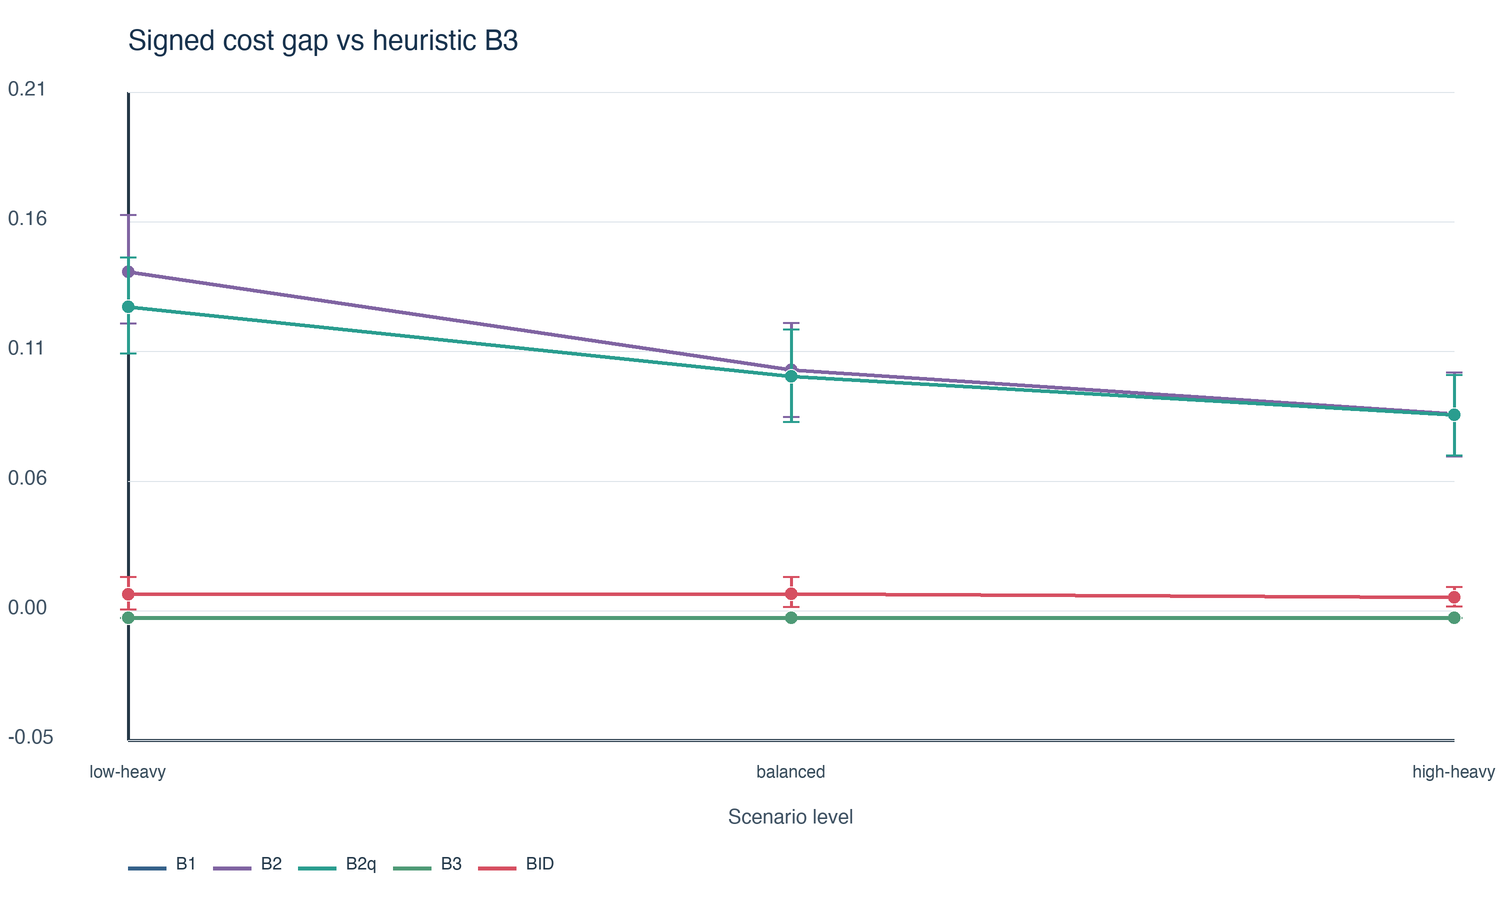 Signed cost gap vs heuristic B3
0.21
0.16
0.11
0.06
0.00
-0.05
low-heavy balanced high-heavy
Scenario level
B1 B2 B2q B3 BID